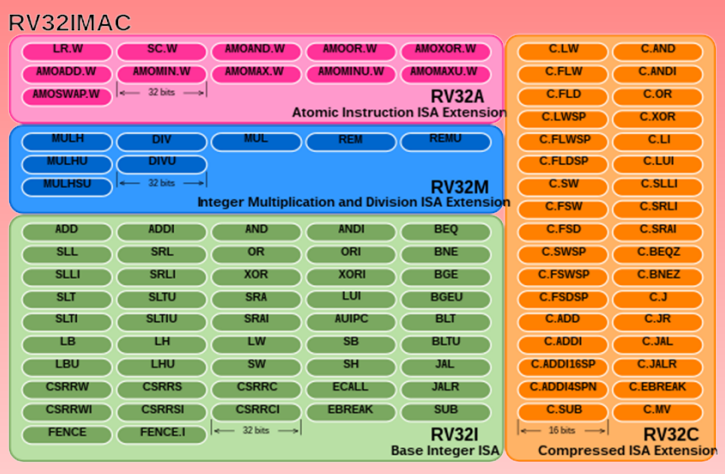 RV32IMAC
LR.W SC.W AMOAND.W AMOOR.W AMOXOR.W
AMOADD.W AMOMIN.W AMOMAX.W AMOMINU.W AMOMAXU.W
AMOSWAP.W 32 bits
RV32A
Atomic Instruction ISA Extension
MULH DIV MUL REM REMU
MULHU DIVU
MULHSU 32 bits
RV32M
Integer Multiplication and Division ISA Extension
ADD ADDI AND ANDI BEQ
SLL SRL OR ORI BNE
SLLI SRLI XOR XORI BGE
SLT SLTU SRA LUI BGEU
SLTI SLTIU SRAI AUIPC BLT
LB LH LW SB BLTU
LBU LHU SW SH JAL
CSRRW CSRRS CSRRC ECALL JALR
CSRRWI CSRRSI CSRRCI EBREAK SUB
FENCE FENCE.I 32 bits
RV32I
Base Integer ISA
C.LW C.AND
C.FLW C.ANDI
C.FLD C.OR
C.LWSP C.XOR
C.FLWSP C.LI
C.FLDSP C.LUI
C.SW C.SLLI
C.FSW C.SRLI
C.FSD C.SRAI
C.SWSP C.BEQZ
C.FSWSP C.BNEZ
C.FSDSP C.J
C.ADD C.JR
C.ADDI C.JAL
C.ADDI16SP C.JALR
C.ADDI4SPN C.EBREAK
C.SUB C.MV
16 bits
RV32C
Compressed ISA Extension